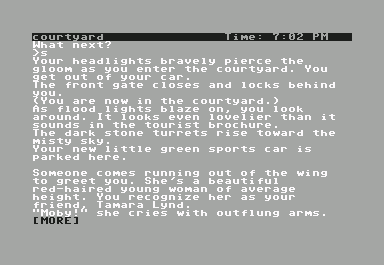 courtyard Time: 7:02 PM
What next?
>s
Your headlights bravely pierce the
gloom as you enter the courtyard. You
get out of your car.
The front gate closes and locks behind
you.
(You are now in the courtyard.)
As flood lights blaze on, you look
around. It looks even lovelier than it
sounds in the tourist brochure.
The dark stone turrets rise toward the
misty sky.
Your new little green sports car is
parked here.
Someone comes running out of the wing
to greet you. She's a beautiful
red-haired young woman of average
height. You recognize her as your
friend, Tamara Lynd.
"Moby!" she cries with outflung arms.
[MORE]